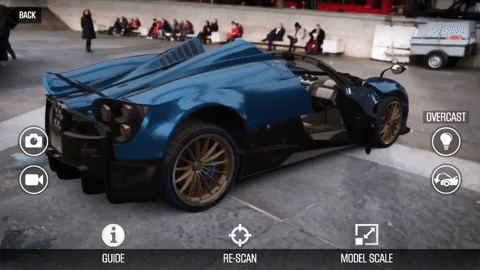 BACK
OVERCAST
GUIDE
RE-SCAN
MODEL SCALE